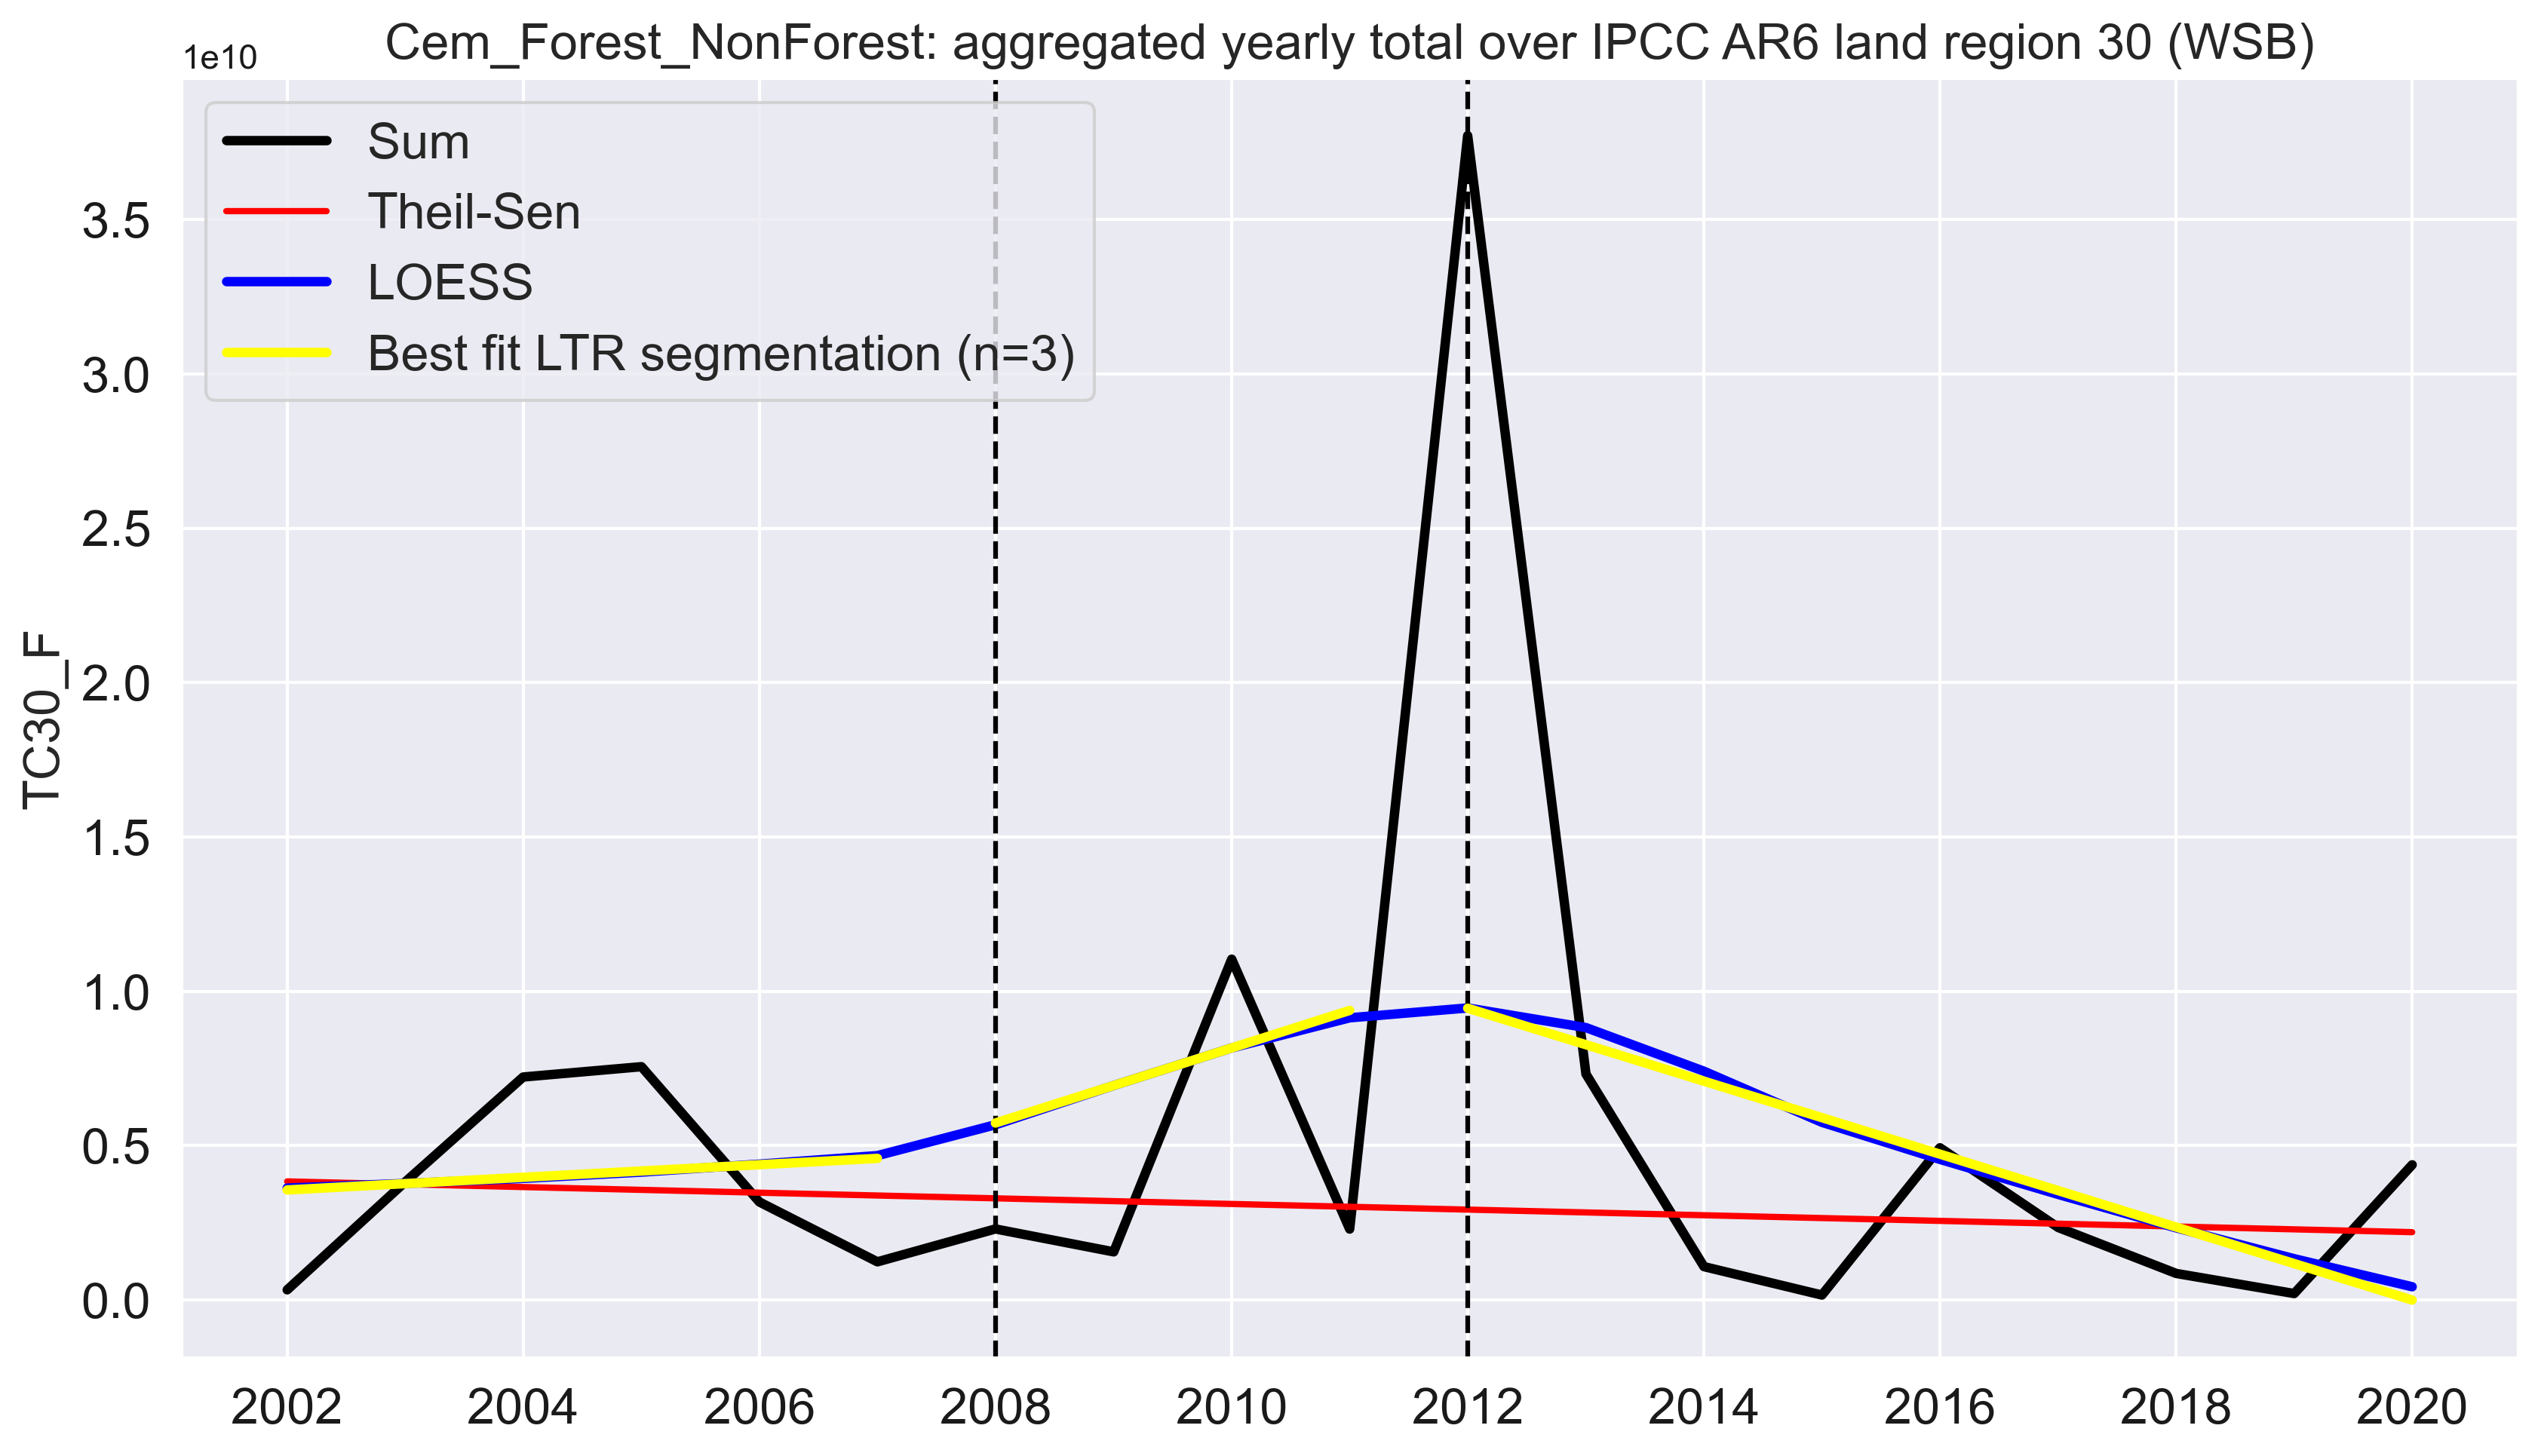 Cem_Forest_NonForest: aggregated yearly total over IPCC AR6 land region 30 (WSB)
1e10
Sum
Theil-Sen
LOESS
Best fit LTR segmentation (n=3)
TC30_F
3.5
3.0
2.5
2.0
1.5
1.0
0.5
0.0
2002 2004 2006 2008 2010 2012 2014 2016 2018 2020